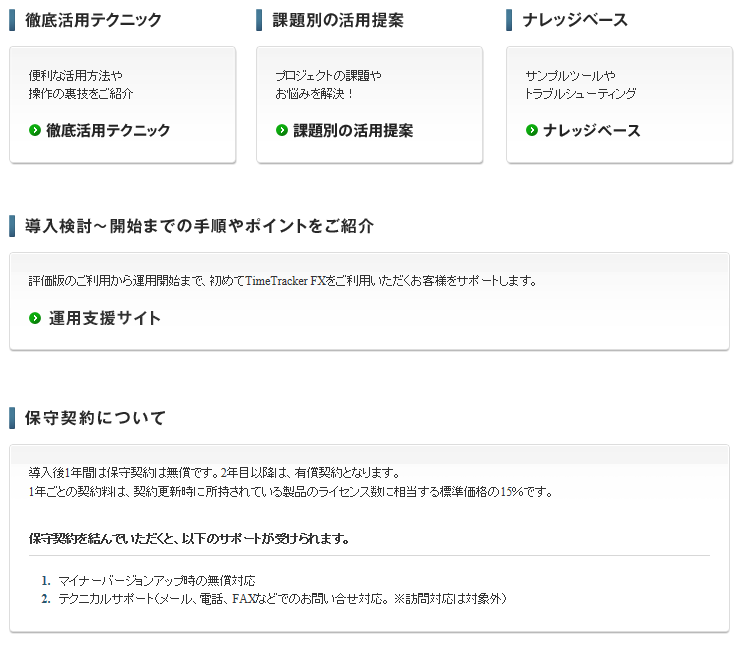 徹底活用テクニック
便利な活用方法や
操作の裏技をご紹介
徹底活用テクニック
課題別の活用提案
プロジェクトの課題や
お悩みを解決！
課題別の活用提案
ナレッジベース
サンプルツールや
トラブルシューティング
ナレッジベース
導入検討～開始までの手順やポイントをご紹介
評価版のご利用から運用開始まで、初めてTimeTracker FXをご利用いただくお客様をサポートします。
運用支援サイト
保守契約について
導入後1年間は保守契約は無償です。2年目以降は、有償契約となります。
1年ごとの契約料は、契約更新時に所持されている製品のライセンス数に相当する標準価格の15%です。
保守契約を結んでいただくと、以下のサポートが受けられます。
1. マイナーバージョンアップ時の無償対応
2. テクニカルサポート（メール、電話、FAXなどでのお問い合せ対応。 ※訪問対応は対象外）